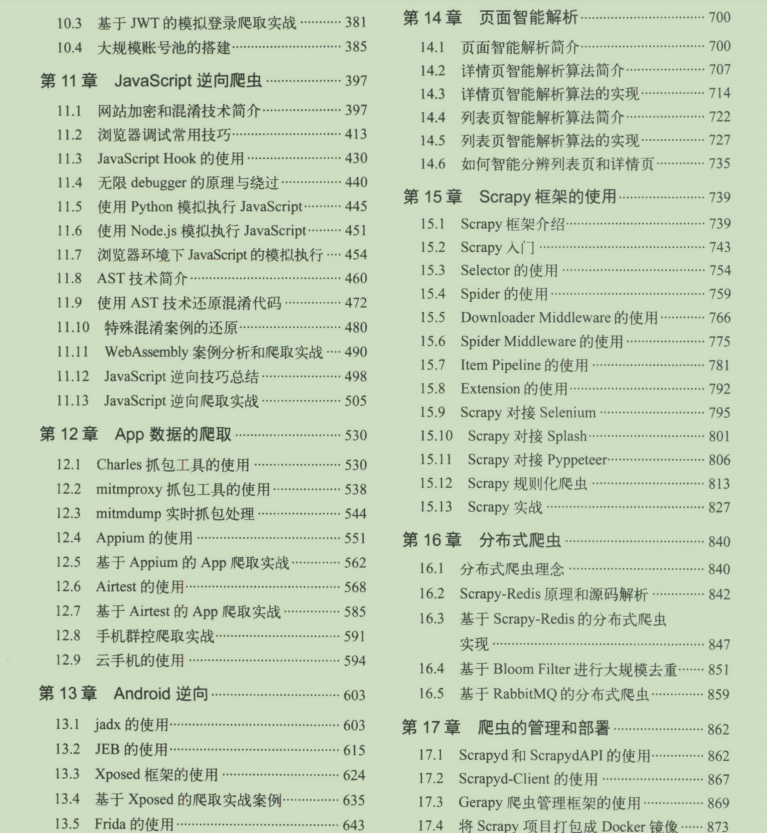 10.3 基于 JWT 的模拟登录爬取实战 ………… 381
10.4 大规模账号池的搭建………………………… 385
第 11 章 JavaScript 逆向爬虫 ………………… 397
11.1 网站加密和混淆技术简介………………… 397
11.2 浏览器调试常用技巧……………………… 413
11.3 JavaScript Hook 的使用 ………………… 430
11.4 无限 debugger 的原理与绕过…………… 440
11.5 使用 Python 模拟执行 JavaScript……… 445
11.6 使用 Node.js 模拟执行 JavaScript……… 451
11.7 浏览器环境下 JavaScript 的模拟执行 … 454
11.8 AST 技术简介 …………………………… 460
11.9 使用 AST 技术还原混淆代码 …………… 472
11.10 特殊混淆案例的还原…………………… 480
11.11 WebAssembly 案例分析和爬取实战 … 490
11.12 JavaScript 逆向技巧总结……………… 498
11.13 JavaScript 逆向爬取实战 ……………… 505
第 12 章 App 数据的爬取 ……………………… 530
12.1 Charles 抓包工具的使用 ………………… 530
12.2 mitmproxy 抓包工具的使用……………… 538
12.3 mitmdump 实时抓包处理 ……………… 544
12.4 Appium 的使用 ………………………… 551
12.5 基于 Appium 的 App 爬取实战………… 562
12.6 Airtest 的使用…………………………… 568
12.7 基于 Airtest 的 App 爬取实战 ………… 585
12.8 手机群控爬取实战……………………… 591
12.9 云手机的使用 …………………………… 594
第 13 章 Android 逆向………………………… 603
13.1 jadx 的使用……………………………… 603
13.2 JEB 的使用……………………………… 615
13.3 Xposed 框架的使用 …………………… 624
13.4 基于 Xposed 的爬取实战案例………… 635
13.5 Frida 的使用…………………………… 643
第 14 章 页面智能解析………………………… 700
14.1 页面智能解析简介……………………… 700
14.2 详情页智能解析算法简介……………… 707
14.3 详情页智能解析算法的实现…………… 714
14.4 列表页智能解析算法简介……………… 722
14.5 列表页智能解析算法的实现…………… 727
14.6 如何智能分辨列表页和详情页………… 735
第 15 章 Scrapy 框架的使用………………… 739
15.1 Scrapy 框架介绍………………………… 739
15.2 Scrapy 入门 …………………………… 743
15.3 Selector 的使用 ………………………… 754
15.4 Spider 的使用…………………………… 759
15.5 Downloader Middleware 的使用……… 766
15.6 Spider Middleware 的使用……………… 775
15.7 Item Pipeline 的使用 …………………… 781
15.8 Extension 的使用……………………… 792
15.9 Scrapy 对接 Selenium ………………… 795
15.10 Scrapy 对接 Splash…………………… 801
15.11 Scrapy 对接 Pyppeteer………………… 806
15.12 Scrapy 规则化爬虫 …………………… 813
15.13 Scrapy 实战 …………………………… 827
第 16 章 分布式爬虫 ………………………… 840
16.1 分布式爬虫理念 ………………………… 840
16.2 Scrapy-Redis 原理和源码解析 ………… 842
16.3 基于 Scrapy-Redis 的分布式爬虫
实现 ……………………………………… 847
16.4 基于 Bloom Filter 进行大规模去重…… 851
16.5 基于 RabbitMQ 的分布式爬虫………… 859
第 17 章 爬虫的管理和部署 ………………… 862
17.1 Scrapyd 和 ScrapydAPI 的使用………… 862
17.2 Scrapyd-Client 的使用 ………………… 867
17.3 Gerapy 爬虫管理框架的使用 ………… 869
17.4 将 Scrapy 项目打包成 Docker 镜像…… 873